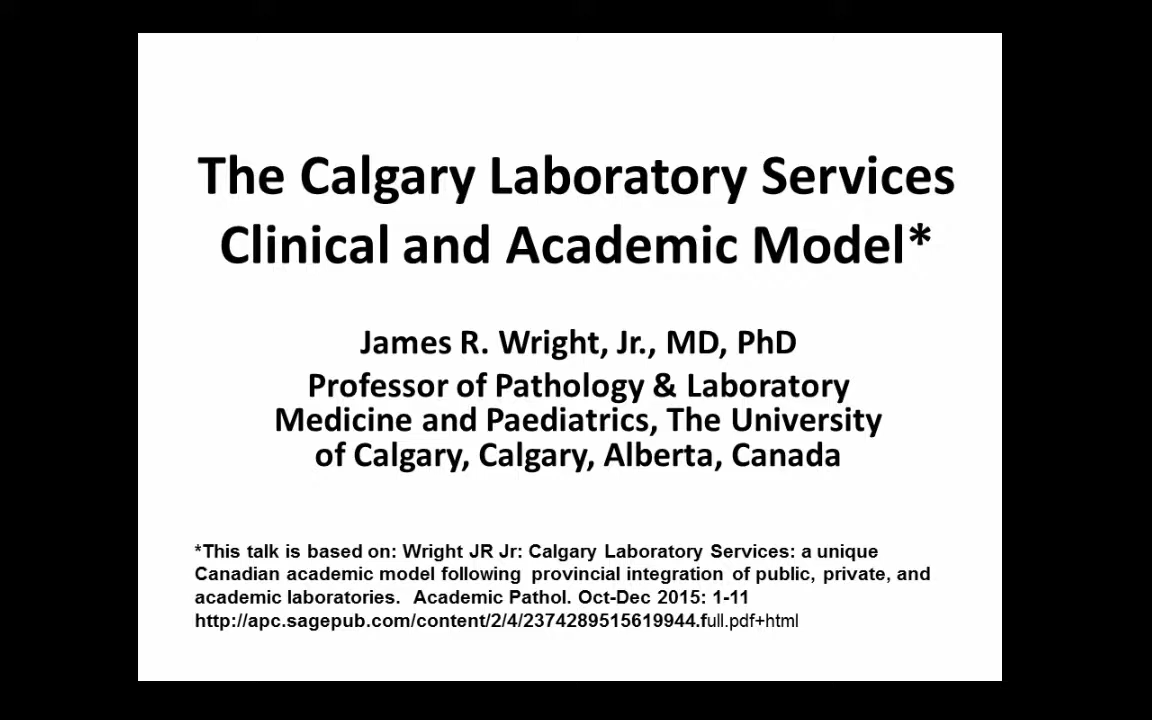 The Calgary Laboratory Services
Clinical and Academic Model*
James R. Wright, Jr., MD, PhD
Professor of Pathology & Laboratory
Medicine and Paediatrics, The University
of Calgary, Calgary, Alberta, Canada
*This talk is based on: Wright JR Jr: Calgary Laboratory Services: a unique
Canadian academic model following provincial integration of public, private, and
academic laboratories. Academic Pathol. Oct-Dec 2015: 1-11
http://apc.sagepub.com/content/2/4/2374289515619944.full.pdf+html